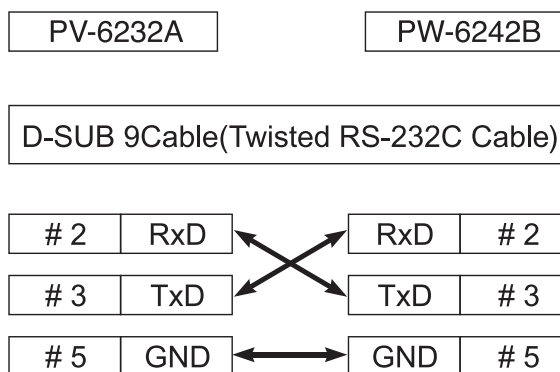 PV-6232A PW-6242B
D-SUB 9Cable(Twisted RS-232C Cable)
# 2 RxD RxD # 2
# 3 TxD TxD # 3
# 5 GND GND # 5